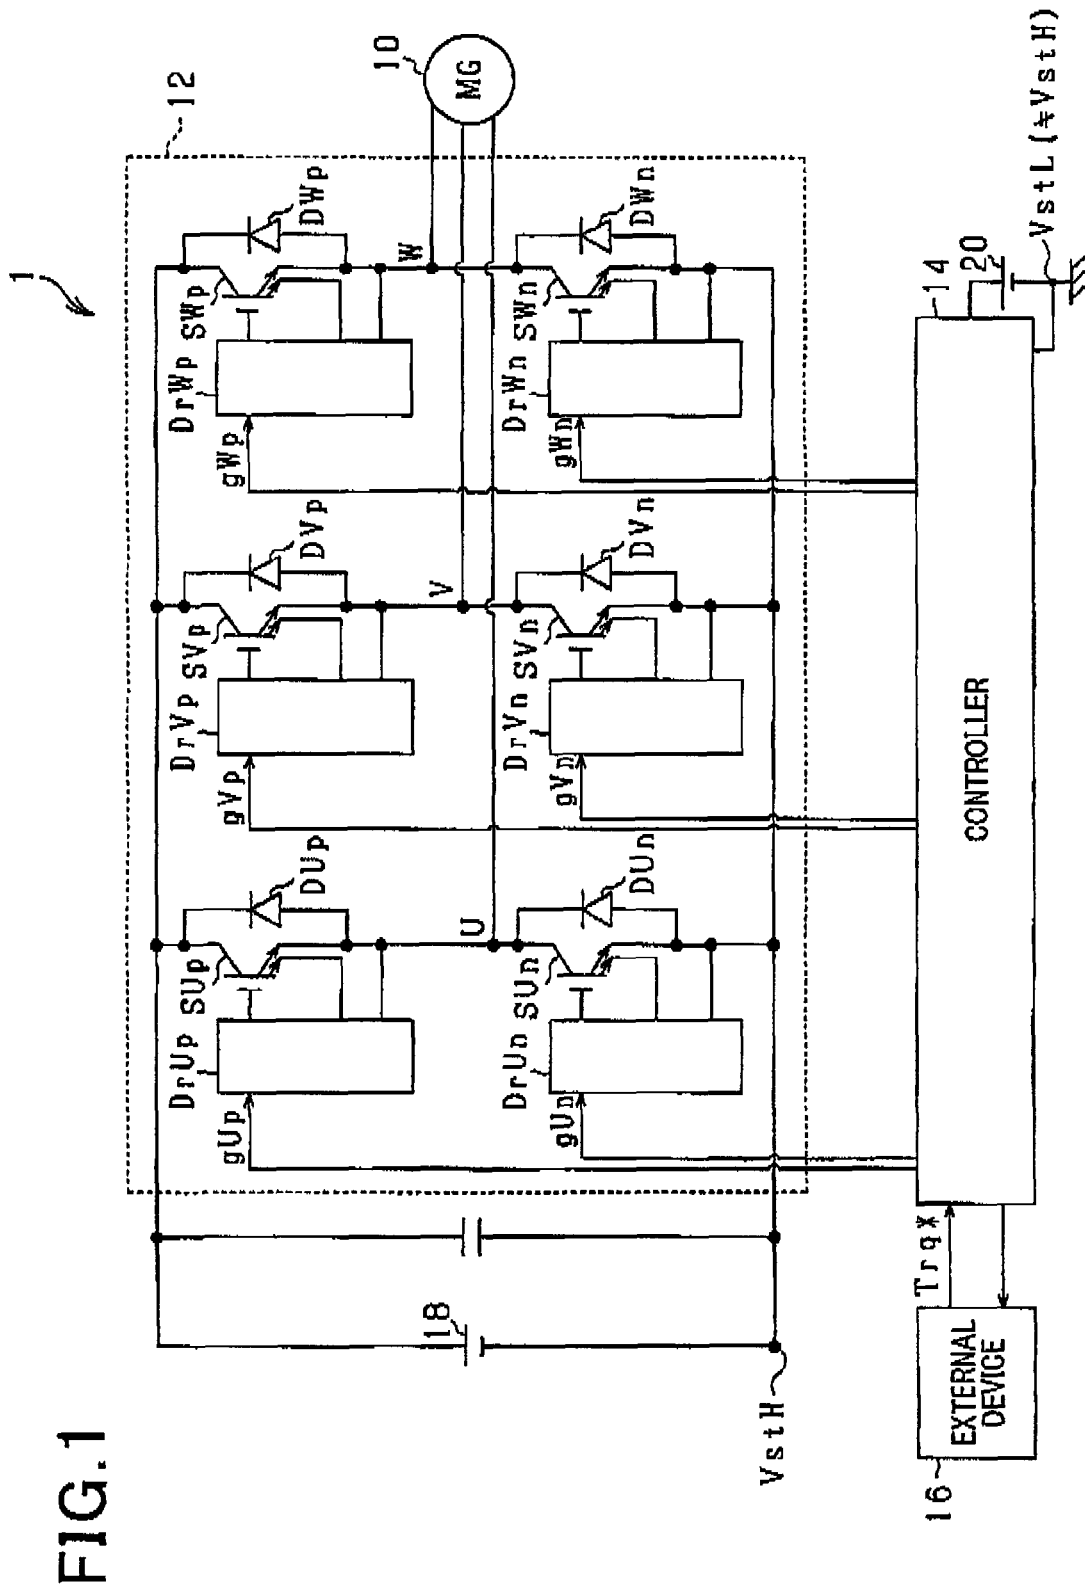 FIG.1
1
12
10
MG
DrUp
SUp
DUp
gUp
DrVp
SVp
DVp
gVp
DrWp
SWp
DWp
gWp
U
V
W
DrUn
SUn
DUn
gUn
DrVn
SVn
DVn
gVn
DrWn
SWn
DWn
gWn
18
VstH
16
EXTERNAL
DEVICE
Trq*
CONTROLLER
14
20
VstL(≒VstH)